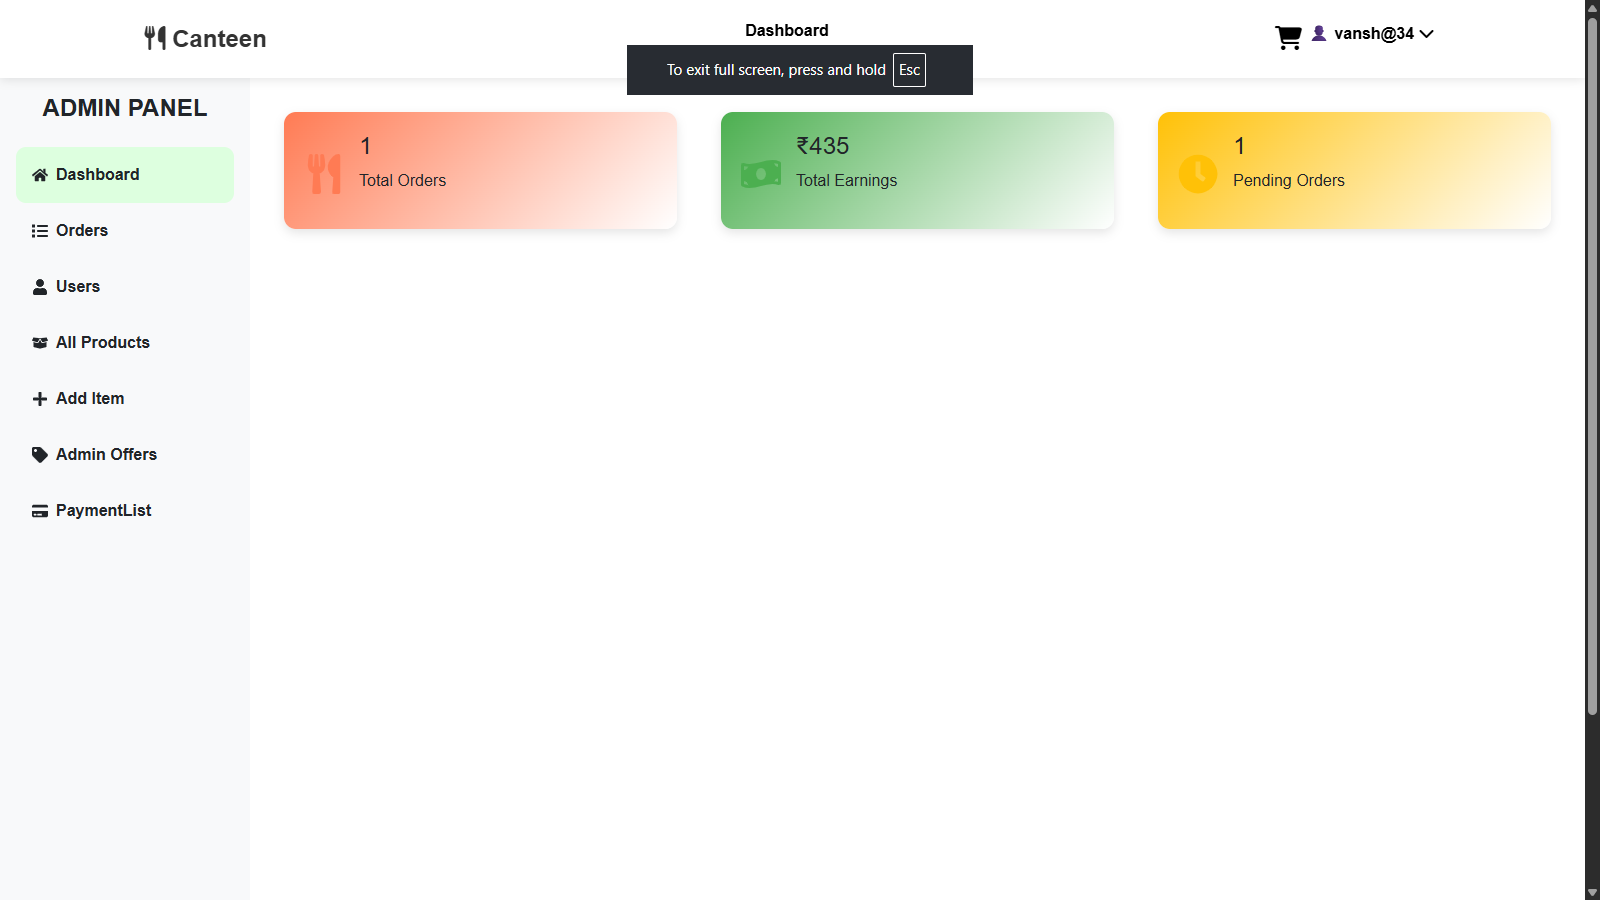 Canteen
Dashboard
vansh@34
To exit full screen, press and hold Esc
ADMIN PANEL
Dashboard
Orders
Users
All Products
Add Item
Admin Offers
PaymentList
1
Total Orders
₹435
Total Earnings
1
Pending Orders